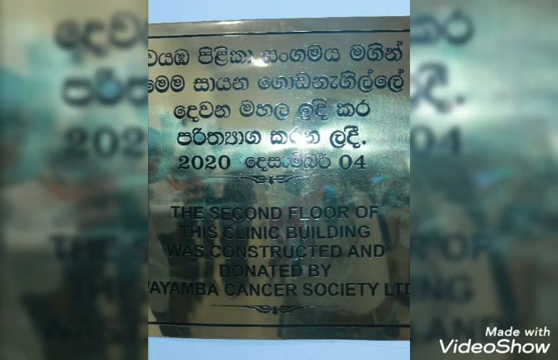 වයඹ පිළිකා සංගමය මගින්
මෙම සායන ගොඩනැගිල්ලේ
දෙවන මහල ඉදි කර
පරිත්‍යාග කරන ලදී.
2020 දෙසැම්බර් 04
THE SECOND FLOOR OF
THIS CLINIC BUILDING
WAS CONSTRUCTED AND
DONATED BY
WAYAMBA CANCER SOCIETY LTD
Made with
VideoShow